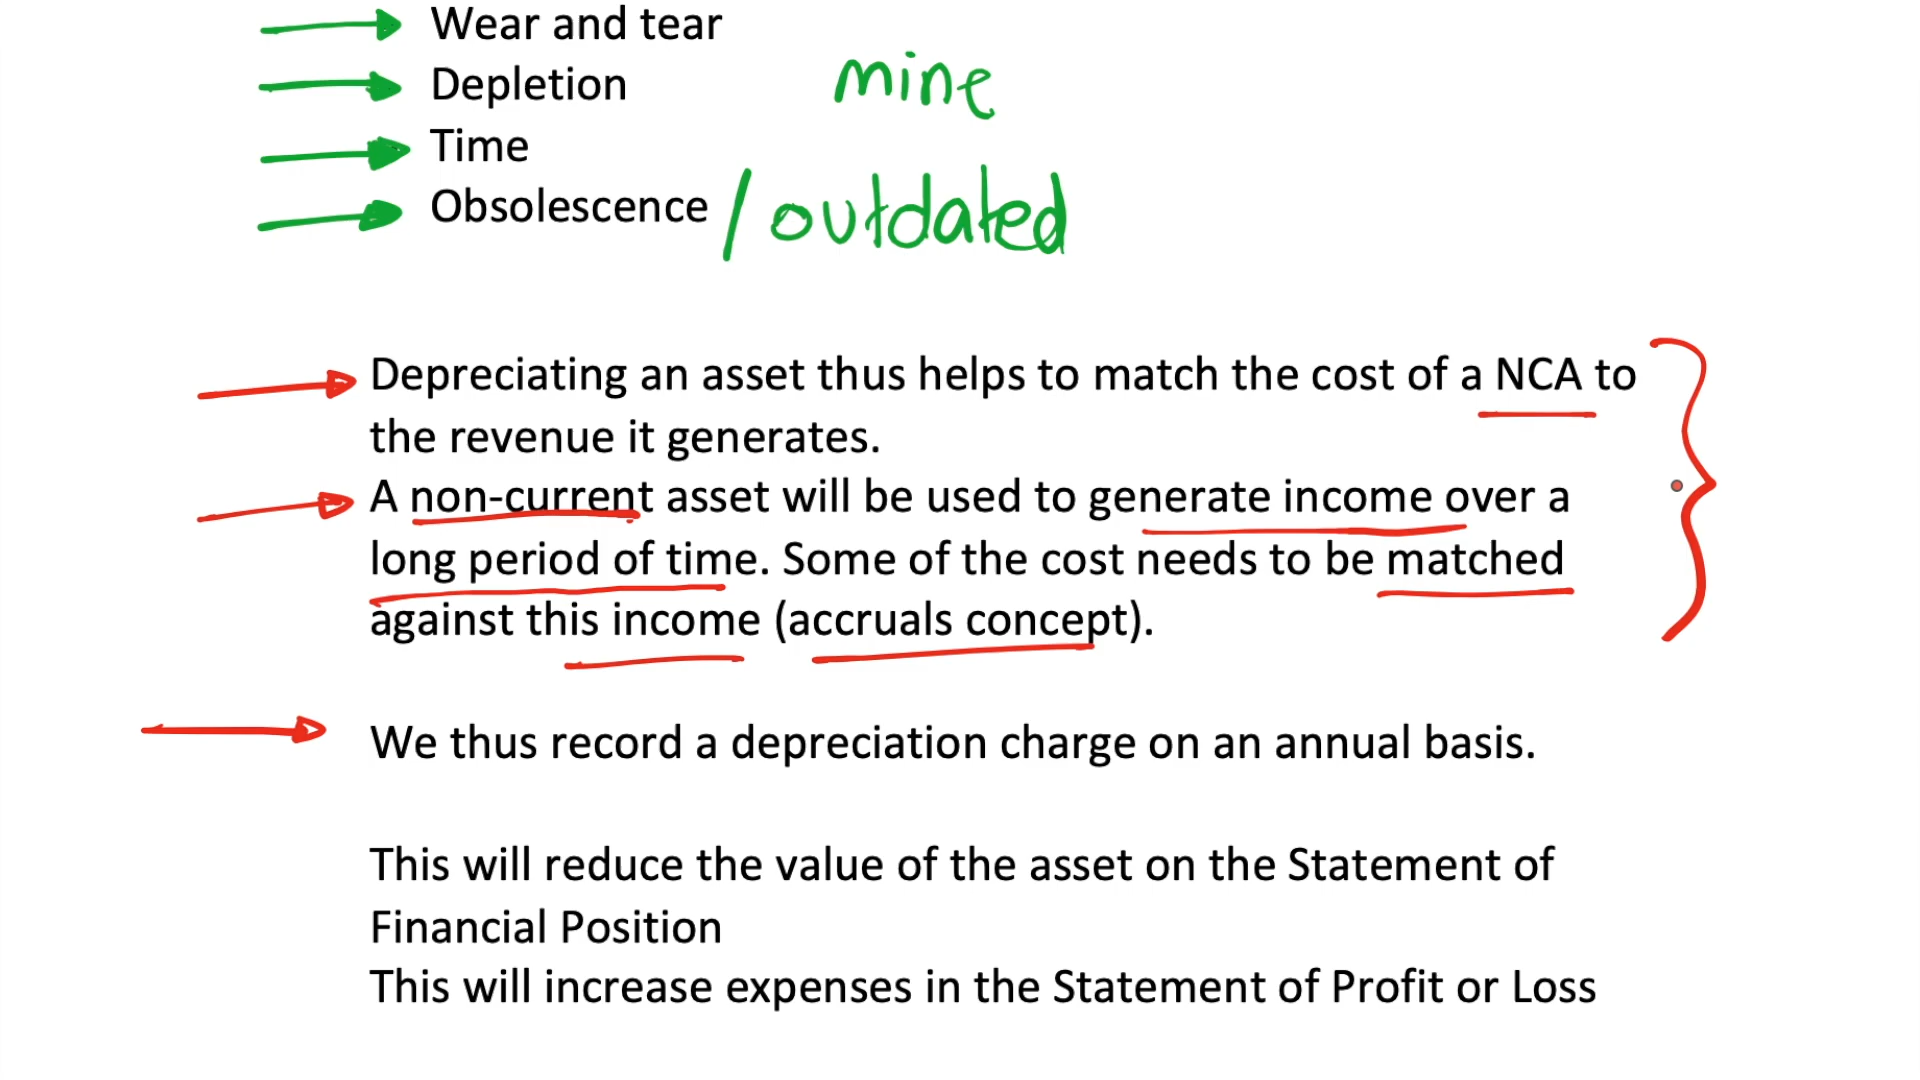 Wear and tear
Depletion mine
Time
Obsolescence / outdated
Depreciating an asset thus helps to match the cost of a NCA to
the revenue it generates.
A non-current asset will be used to generate income over a
long period of time. Some of the cost needs to be matched
against this income (accruals concept).
We thus record a depreciation charge on an annual basis.
This will reduce the value of the asset on the Statement of
Financial Position
This will increase expenses in the Statement of Profit or Loss